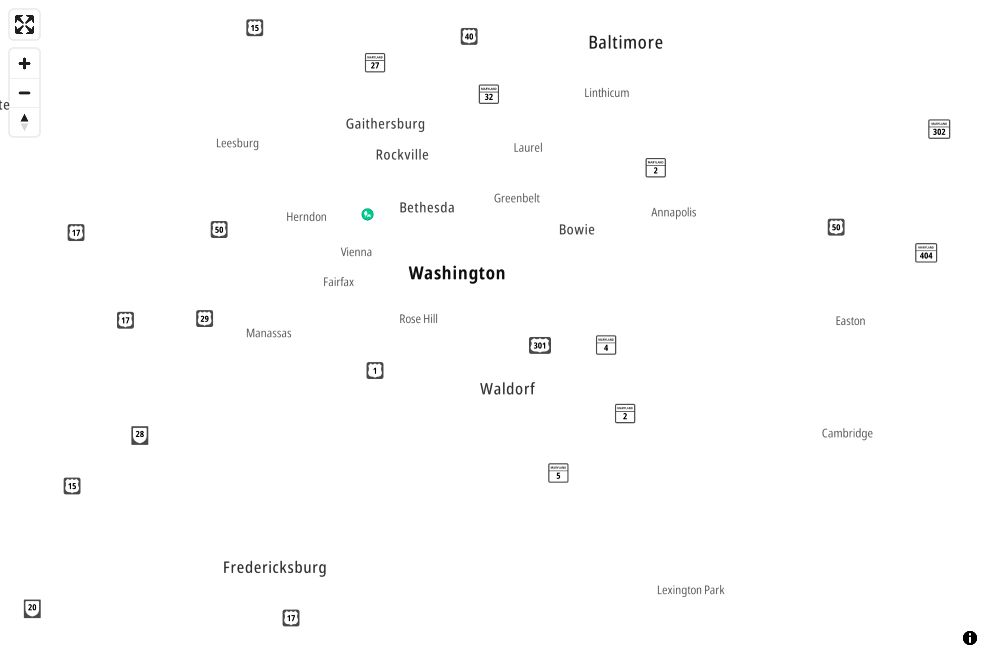 15
40
Baltimore
MARYLAND
27
MARYLAND
32
Linthicum
te
Gaithersburg
MARYLAND
302
Leesburg
Laurel
Rockville
MARYLAND
2
Greenbelt
Bethesda
Annapolis
Herndon
50
50
Bowie
17
Vienna
MARYLAND
404
Washington
Fairfax
17
29
Rose Hill
Easton
Manassas
301
MARYLAND
4
1
Waldorf
MARYLAND
2
28
Cambridge
MARYLAND
5
15
Fredericksburg
Lexington Park
20
17